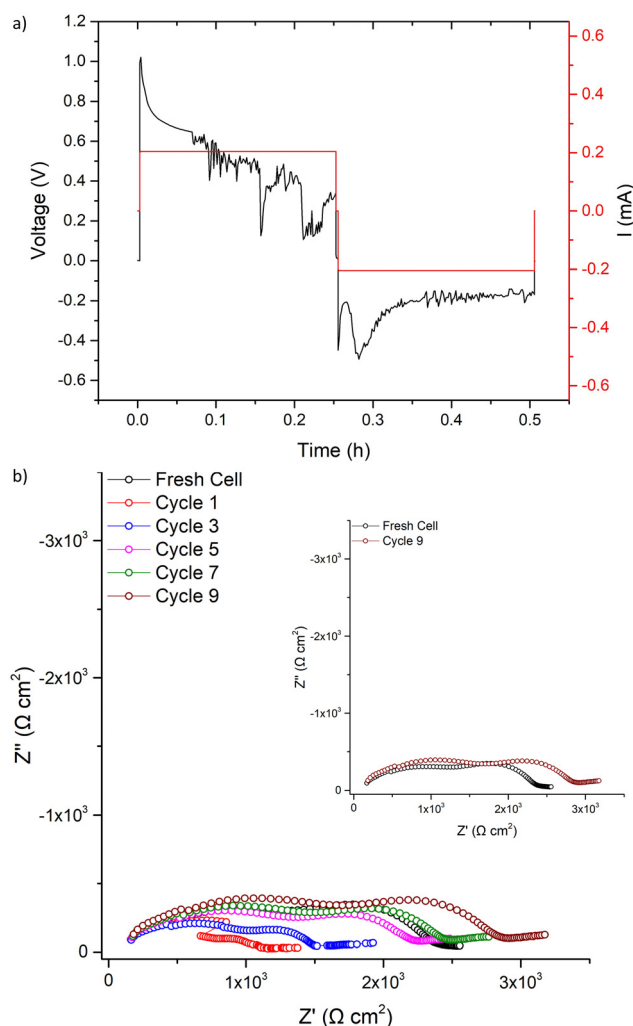 a)
1.2
1.0
0.8
0.6
0.4
0.2
0.0
-0.2
-0.4
-0.6
Voltage (V)
0.6
0.4
0.2
0.0
-0.2
-0.4
-0.6
I (mA)
0.0 0.1 0.2 0.3 0.4 0.5
Time (h)
b)
Fresh Cell
Cycle 1
Cycle 3
Cycle 5
Cycle 7
Cycle 9
-3x10³
-2x10³
-1x10³
0
Z'' (Ω cm²)
0 1x10³ 2x10³ 3x10³
Z' (Ω cm²)
Fresh Cell
Cycle 9
-3x10³
-2x10³
-1x10³
0
Z'' (Ω cm²)
0 1x10³ 2x10³ 3x10³
Z' (Ω cm²)